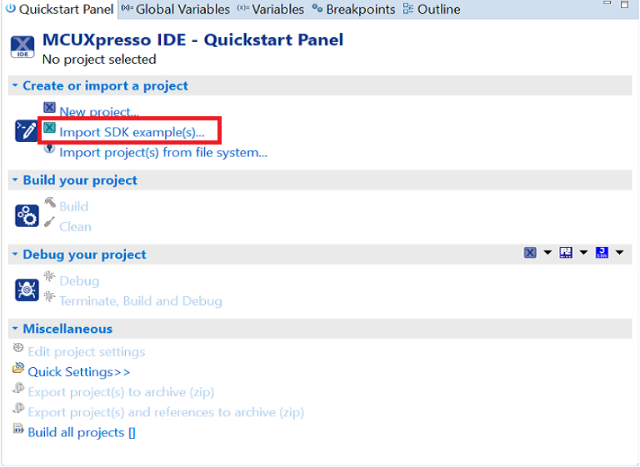 Quickstart Panel (x)= Global Variables (x)= Variables Breakpoints Outline
MCUXpresso IDE - Quickstart Panel
IDE
No project selected
Create or import a project
New project...
Import SDK example(s)...
Import project(s) from file system...
Build your project
Build
Clean
Debug your project
Debug
Terminate, Build and Debug
Miscellaneous
Edit project settings
Quick Settings>>
Export project(s) to archive (zip)
Export project(s) and references to archive (zip)
Build all projects []